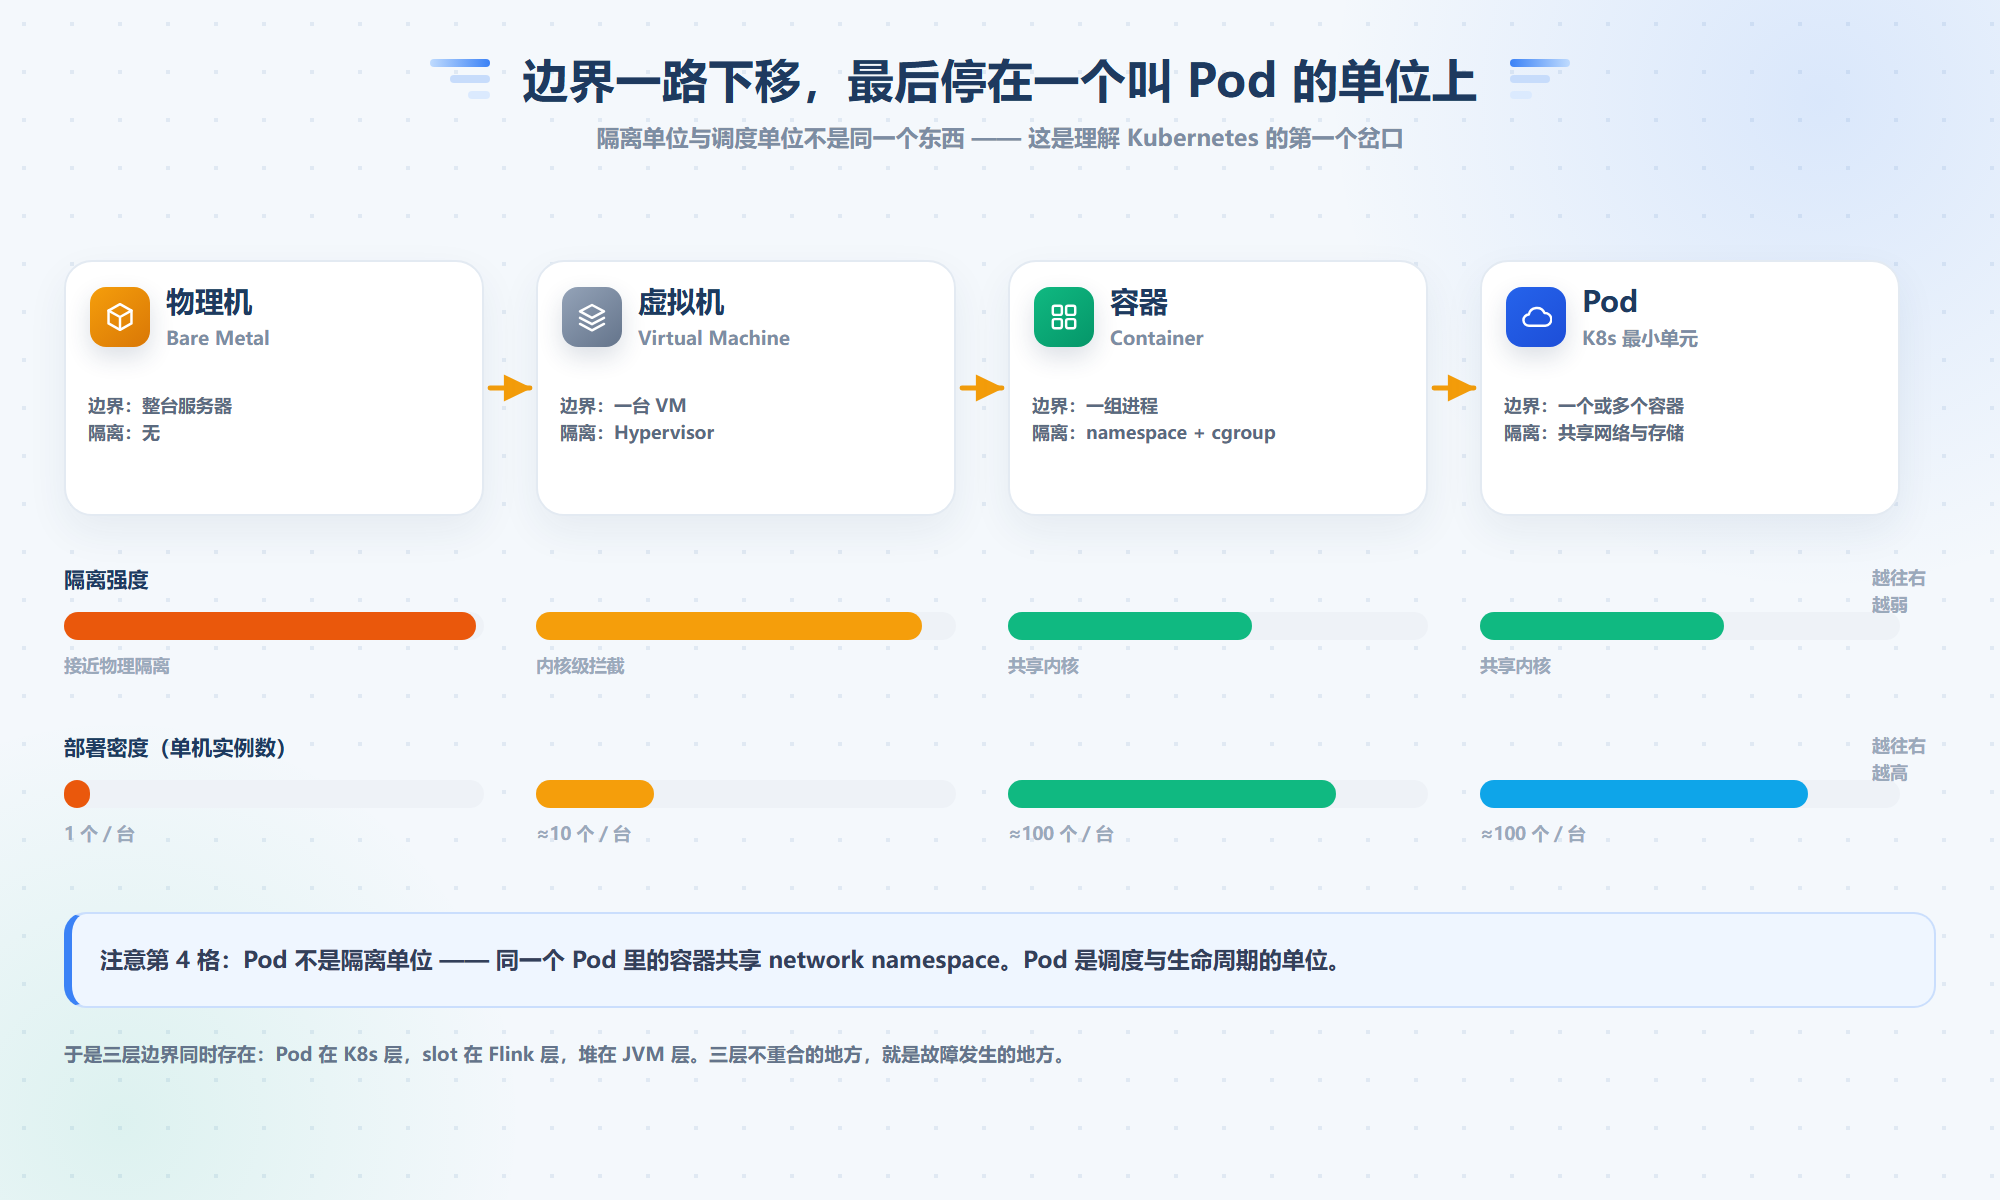 边界一路下移，最后停在一个叫 Pod 的单位上
隔离单位与调度单位不是同一个东西 —— 这是理解 Kubernetes 的第一个岔口
物理机
Bare Metal
边界：整台服务器
隔离：无
虚拟机
Virtual Machine
边界：一台 VM
隔离：Hypervisor
容器
Container
边界：一组进程
隔离：namespace + cgroup
Pod
K8s 最小单元
边界：一个或多个容器
隔离：共享网络与存储
隔离强度
越往右
越弱
接近物理隔离
内核级拦截
共享内核
共享内核
部署密度（单机实例数）
越往右
越高
1 个 / 台
≈10 个 / 台
≈100 个 / 台
≈100 个 / 台
注意第 4 格：Pod 不是隔离单位 —— 同一个 Pod 里的容器共享 network namespace。Pod 是调度与生命周期的单位。
于是三层边界同时存在：Pod 在 K8s 层，slot 在 Flink 层，堆在 JVM 层。三层不重合的地方，就是故障发生的地方。